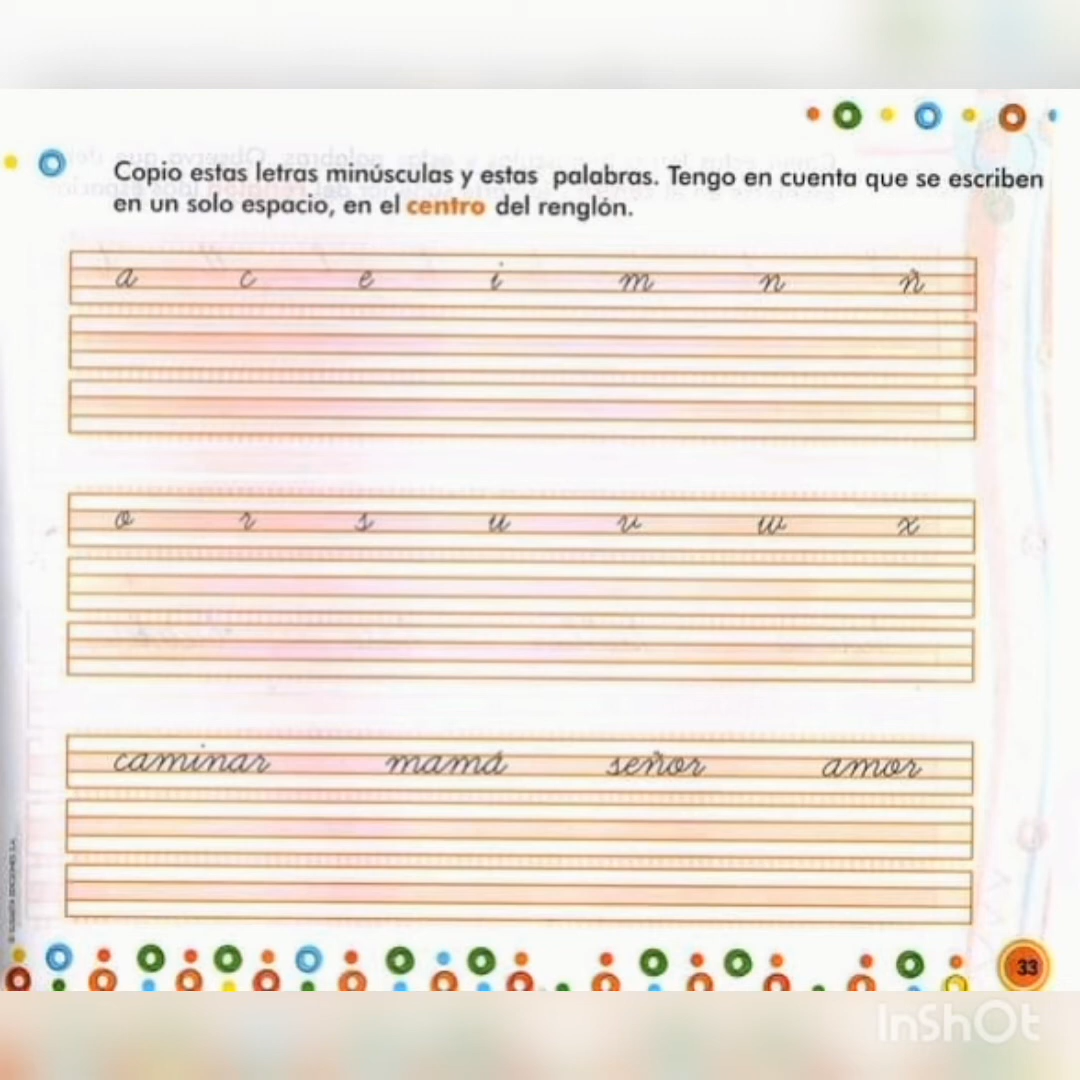 Copio estas letras minúsculas y estas palabras. Tengo en cuenta que se escriben
en un solo espacio, en el centro del renglón.
a c e i m n ñ
o r s u v w x
caminar mamá señor amor
33
InShOt